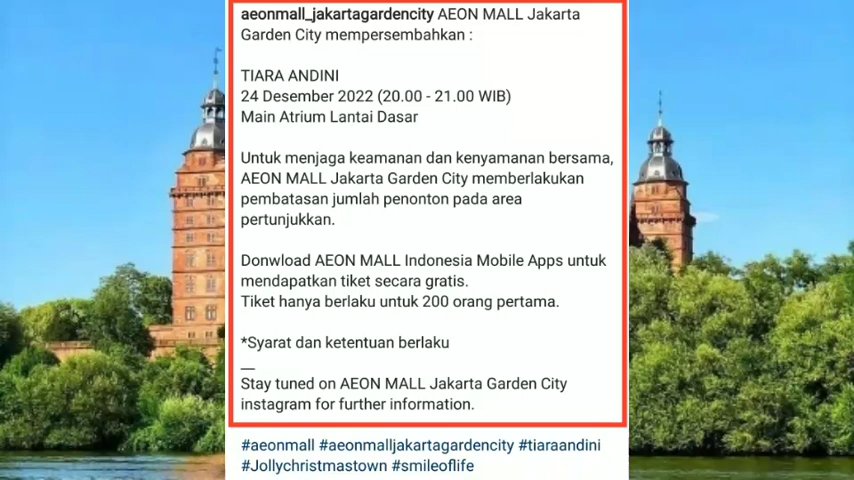 aeonmall_jakartagardencity AEON MALL Jakarta
Garden City mempersembahkan :
TIARA ANDINI
24 Desember 2022 (20.00 - 21.00 WIB)
Main Atrium Lantai Dasar
Untuk menjaga keamanan dan kenyamanan bersama,
AEON MALL Jakarta Garden City memberlakukan
pembatasan jumlah penonton pada area
pertunjukkan.
Donwload AEON MALL Indonesia Mobile Apps untuk
mendapatkan tiket secara gratis.
Tiket hanya berlaku untuk 200 orang pertama.
*Syarat dan ketentuan berlaku
__
Stay tuned on AEON MALL Jakarta Garden City
instagram for further information.
#aeonmall #aeonmalljakartagardencity #tiaraandini
#Jollychristmastown #smileoflife